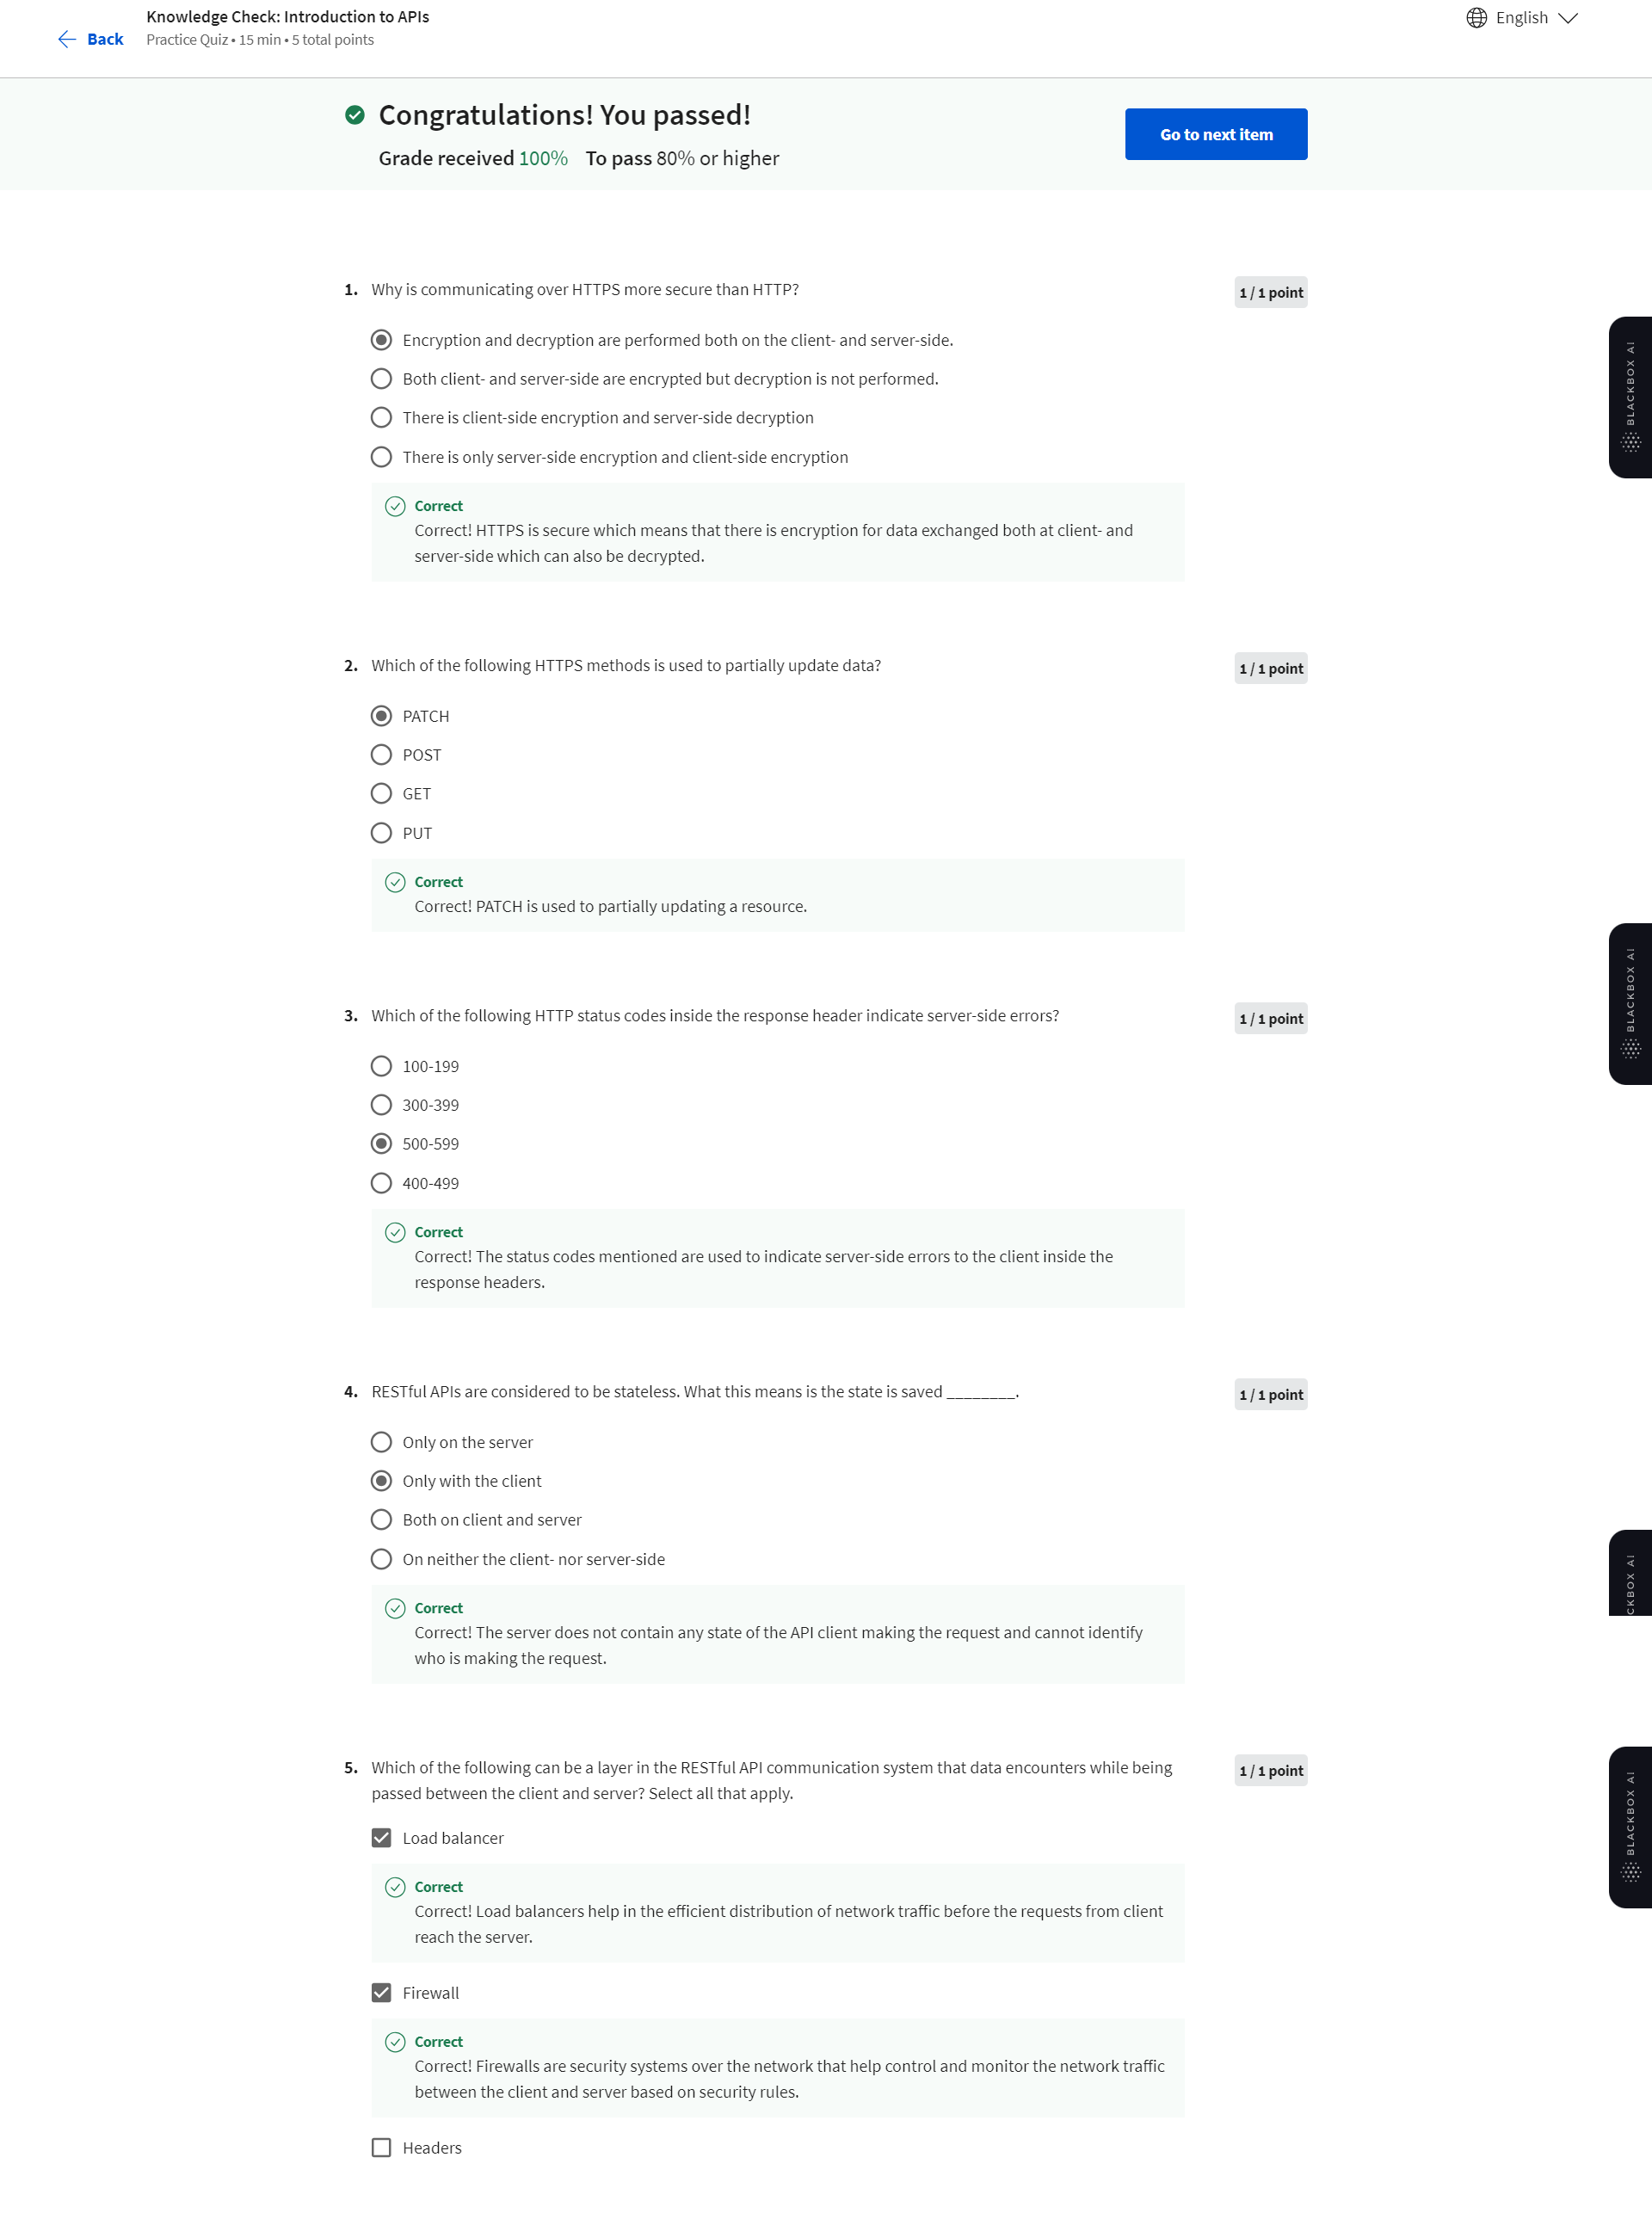 Knowledge Check: Introduction to APIs
English
Back
Practice Quiz • 15 min • 5 total points
Congratulations! You passed!
Grade received 100% To pass 80% or higher
Go to next item
1. Why is communicating over HTTPS more secure than HTTP?
1 / 1 point
Encryption and decryption are performed both on the client- and server-side.
Both client- and server-side are encrypted but decryption is not performed.
There is client-side encryption and server-side decryption
There is only server-side encryption and client-side encryption
Correct
Correct! HTTPS is secure which means that there is encryption for data exchanged both at client- and
server-side which can also be decrypted.
BLACKBOX AI
2. Which of the following HTTPS methods is used to partially update data?
1 / 1 point
PATCH
POST
GET
PUT
Correct
Correct! PATCH is used to partially updating a resource.
BLACKBOX AI
3. Which of the following HTTP status codes inside the response header indicate server-side errors?
1 / 1 point
100-199
300-399
500-599
400-499
Correct
Correct! The status codes mentioned are used to indicate server-side errors to the client inside the
response headers.
4. RESTful APIs are considered to be stateless. What this means is the state is saved ________.
1 / 1 point
Only on the server
Only with the client
Both on client and server
On neither the client- nor server-side
Correct
Correct! The server does not contain any state of the API client making the request and cannot identify
who is making the request.
CKBOX AI
5. Which of the following can be a layer in the RESTful API communication system that data encounters while being
passed between the client and server? Select all that apply.
1 / 1 point
Load balancer
Correct
Correct! Load balancers help in the efficient distribution of network traffic before the requests from client
reach the server.
BLACKBOX AI
Firewall
Correct
Correct! Firewalls are security systems over the network that help control and monitor the network traffic
between the client and server based on security rules.
Headers